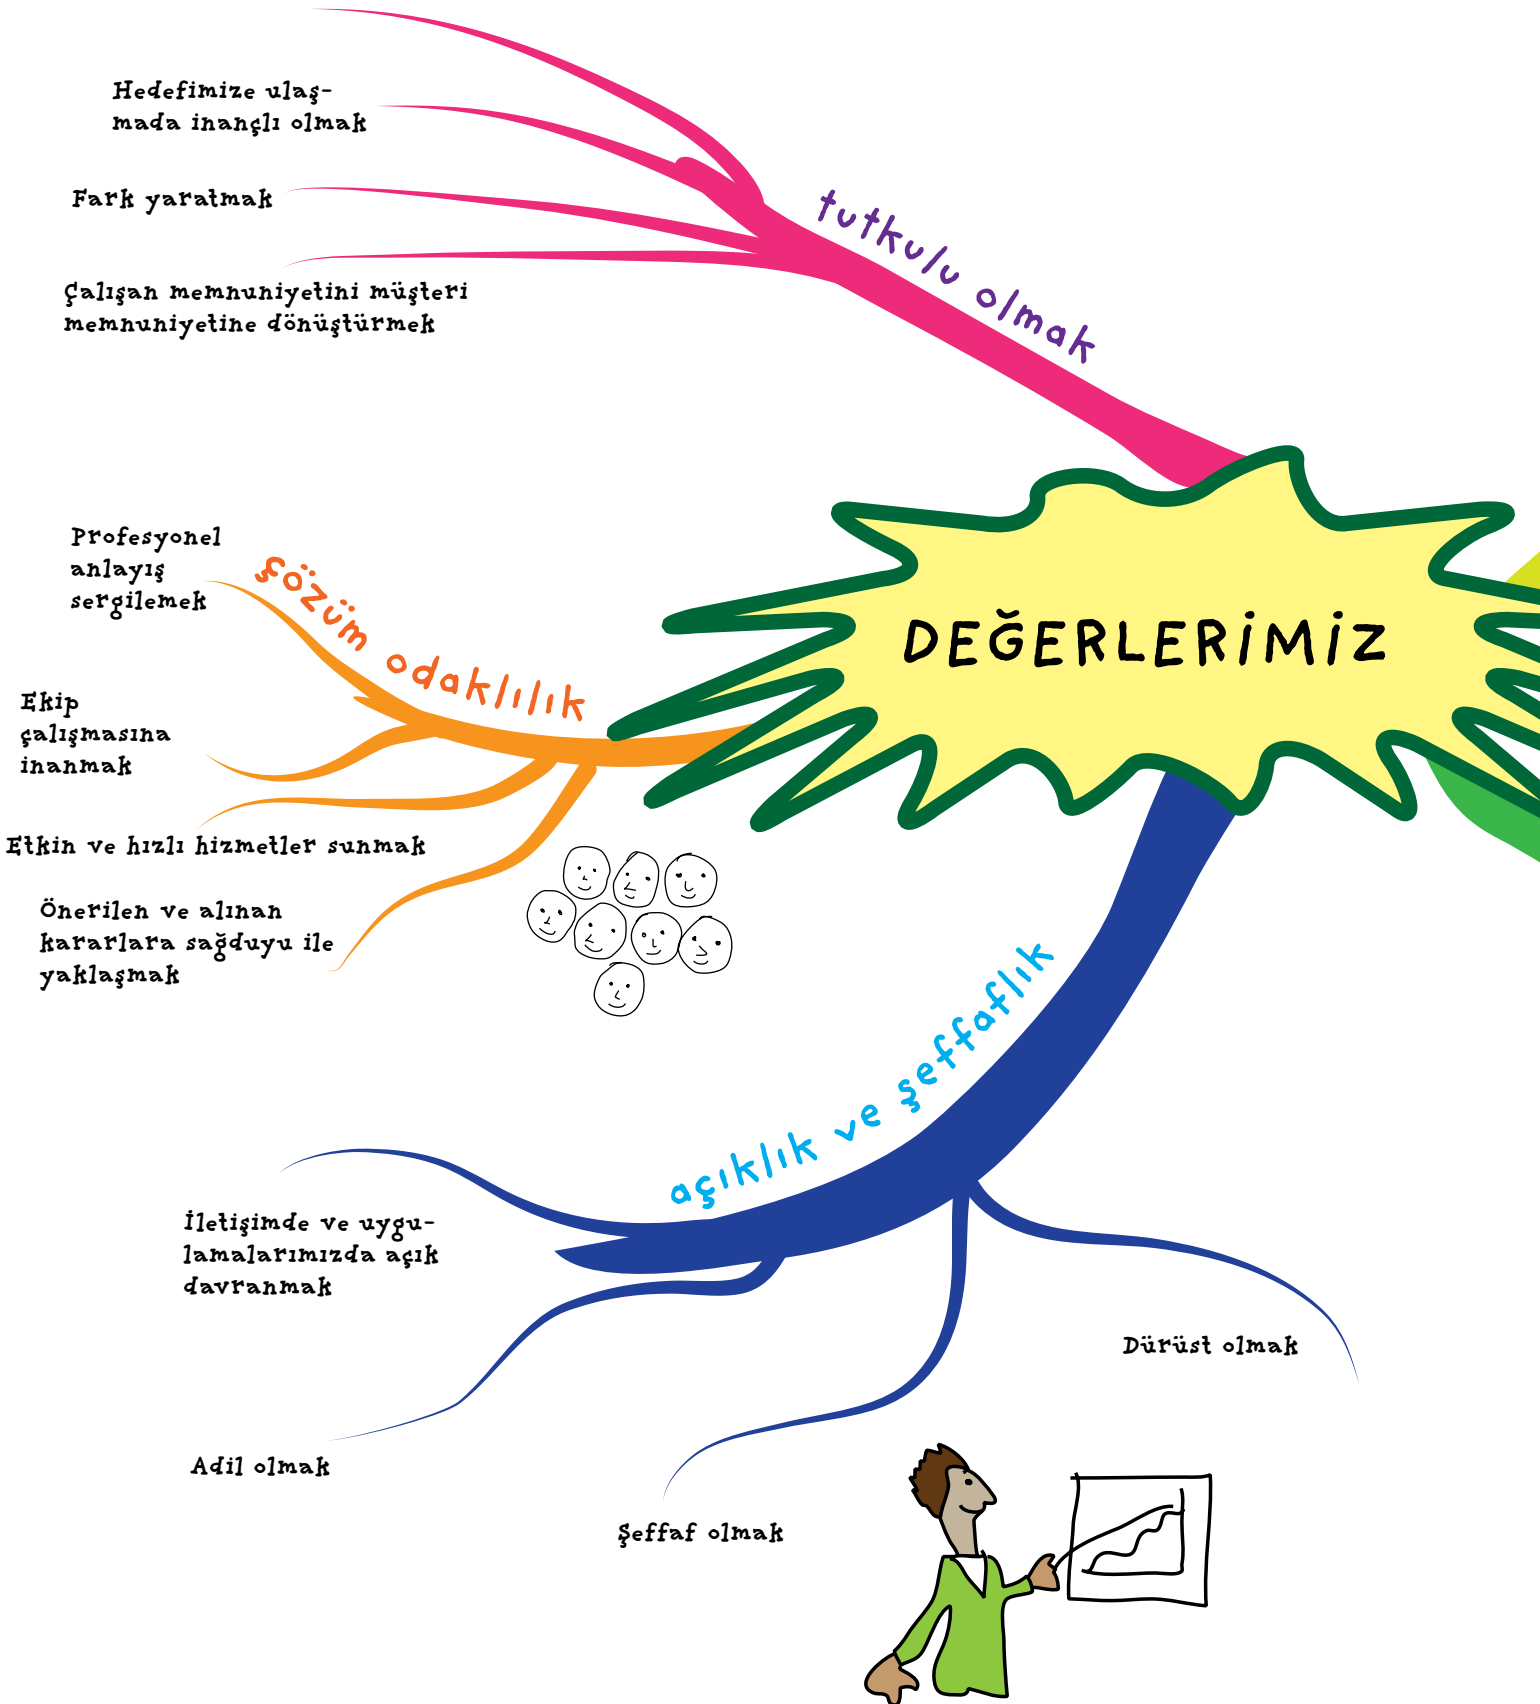 Hedefimize ulaş-
mada inançlı olmak
Fark yaratmak
Çalışan memnuniyetini müşteri
memnuniyetine dönüştürmek
tutkulu olmak
DEĞERLERİMİZ
Profesyonel
anlayış
sergilemek
çözüm odaklılık
Ekip
çalışmasına
inanmak
Etkin ve hızlı hizmetler sunmak
Önerilen ve alınan
kararlara sağduyu ile
yaklaşmak
açıklık ve şeffaflık
İletişimde ve uygu-
lamalarımızda açık
davranmak
Dürüst olmak
Adil olmak
Şeffaf olmak